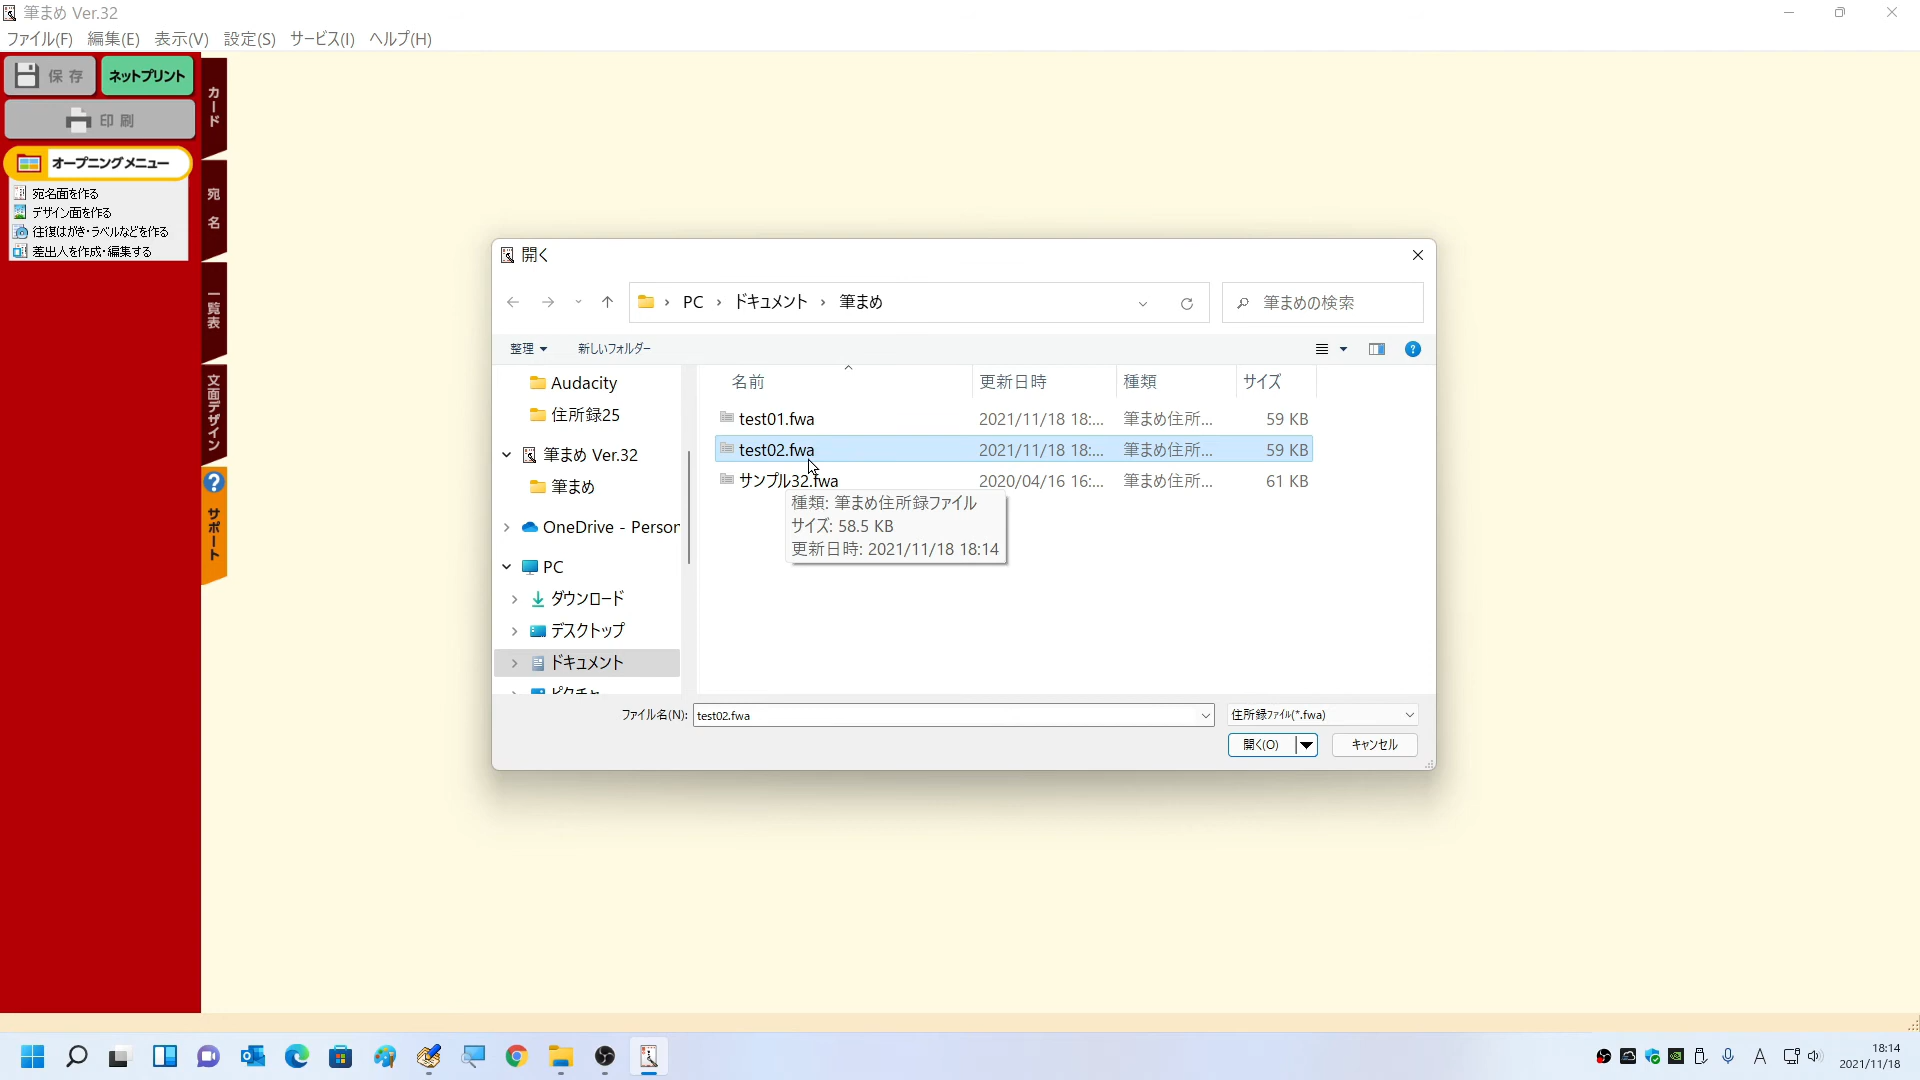 筆まめ Ver.32
ファイル(F) 編集(E) 表示(V) 設定(S) サービス(I) ヘルプ(H)
保存 ネットプリント
印刷
オープニングメニュー
宛名面を作る
デザイン面を作る
往復はがき・ラベルなどを作る
差出人を作成・編集する
カード
宛名
一覧表
文面デザイン
サポート
開く
PC › ドキュメント › 筆まめ
筆まめの検索
整理 新しいフォルダー
Audacity
住所録25
筆まめ Ver.32
筆まめ
OneDrive - Person
PC
ダウンロード
デスクトップ
ドキュメント
ピクチャ
名前 更新日時 種類 サイズ
test01.fwa 2021/11/18 18:... 筆まめ住所... 59 KB
test02.fwa 2021/11/18 18:... 筆まめ住所... 59 KB
サンプル32.fwa 2020/04/16 16:... 筆まめ住所... 61 KB
種類: 筆まめ住所録ファイル
サイズ: 58.5 KB
更新日時: 2021/11/18 18:14
ファイル名(N): test02.fwa 住所録ファイル(*.fwa)
開く(O) キャンセル
A
18:14
2021/11/18